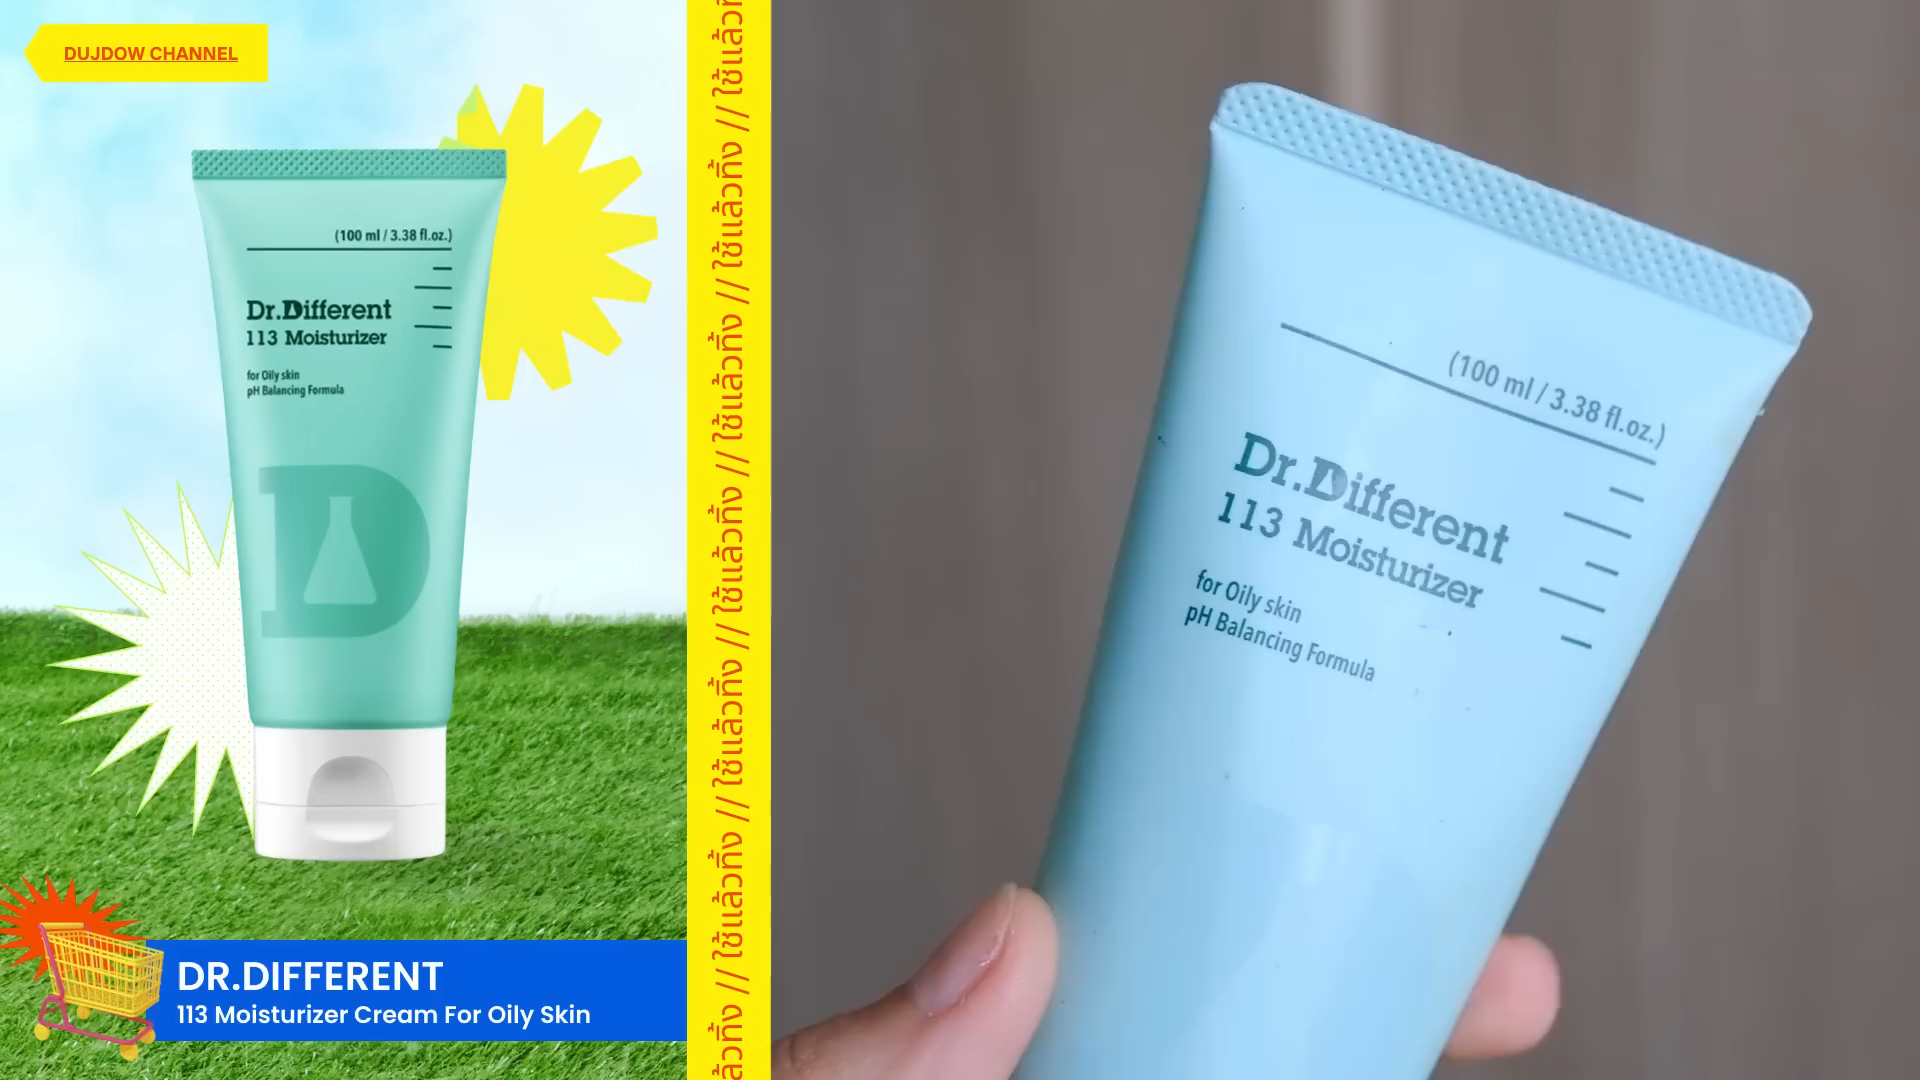 DUJDOW CHANNEL
(100 ml / 3.38 fl.oz.)
Dr.Different
113 Moisturizer
for Oily skin
pH Balancing Formula
D
DR.DIFFERENT
113 Moisturizer Cream For Oily Skin
ล้วทิ้ง // ใช้แล้วทิ้ง // ใช้แล้วทิ้ง // ใช้แล้วทิ้ง // ใช้แล้วทิ้ง // ใช้แล้วทิ้ง // ใช้แล้ว
(100 ml / 3.38 fl.oz.)
Dr.Different
113 Moisturizer
for Oily skin
pH Balancing Formula